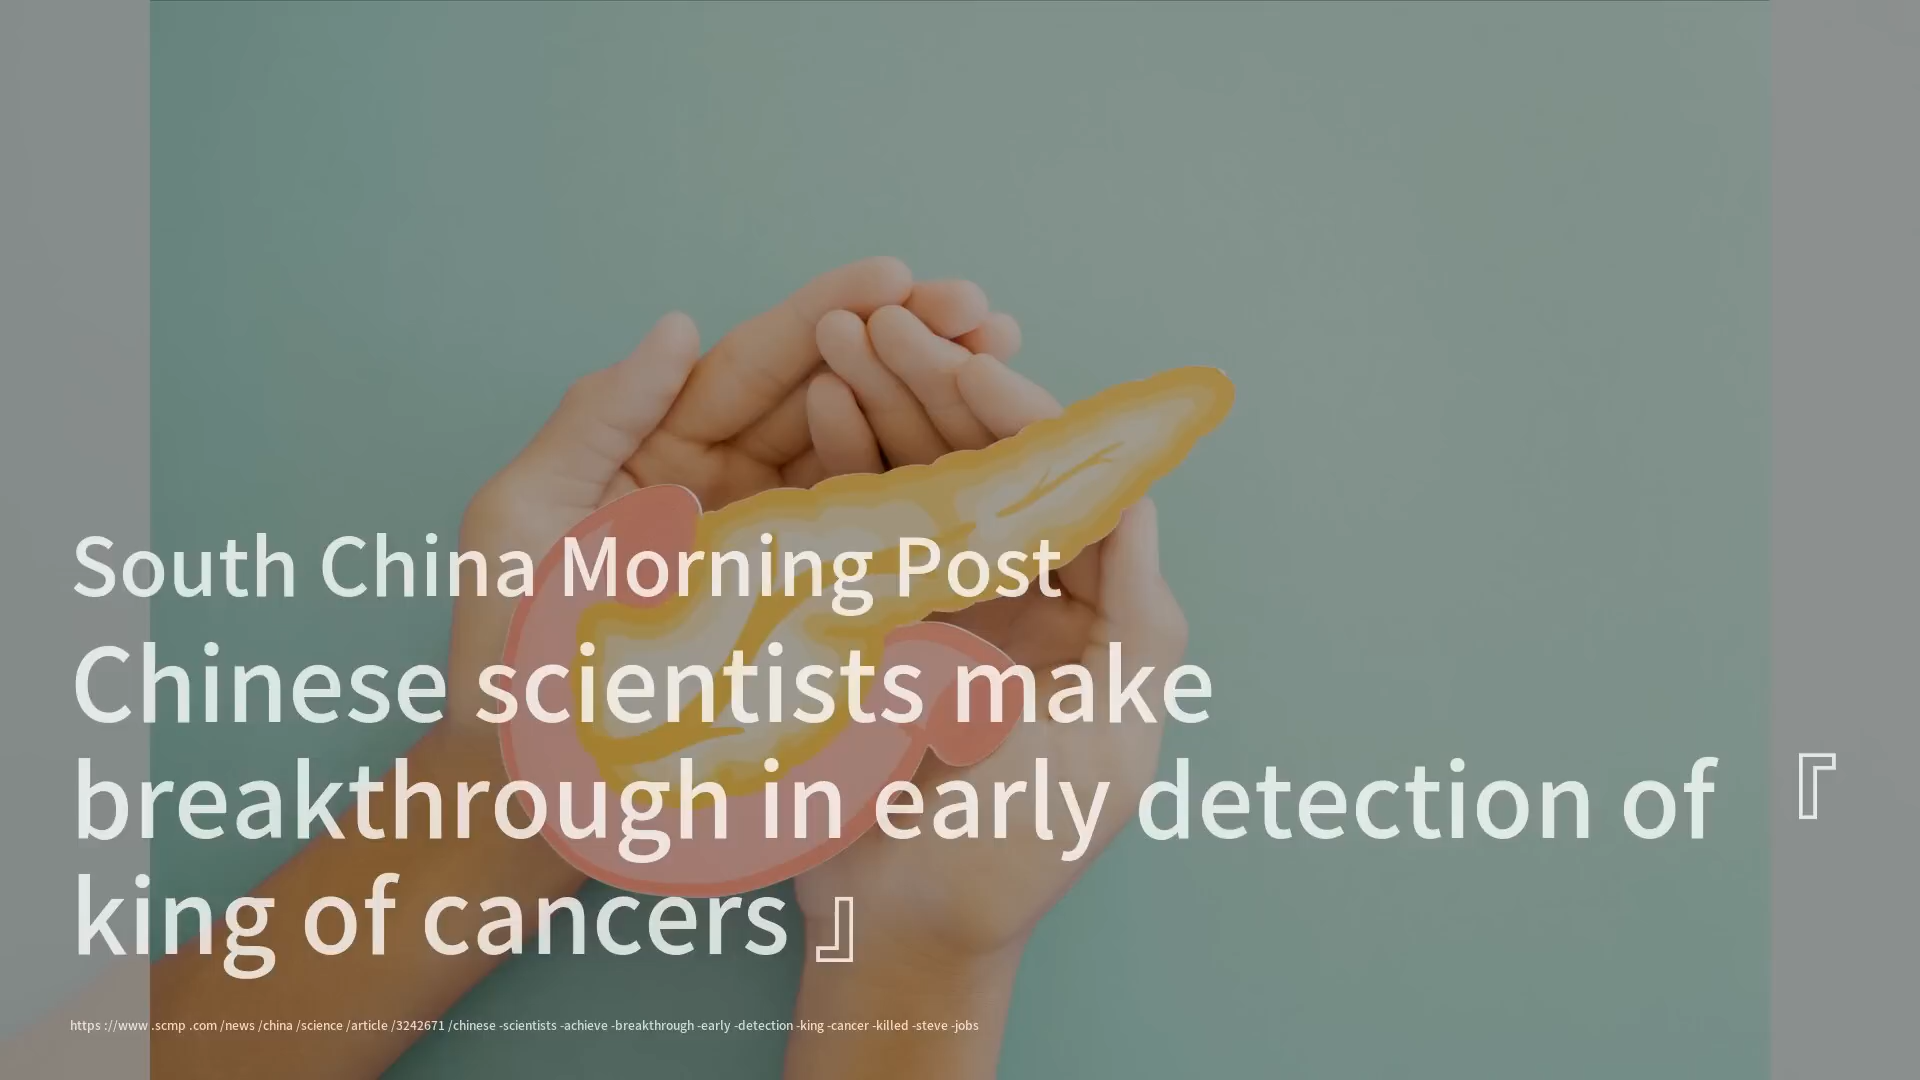 South China Morning Post
Chinese scientists make
breakthrough in early detection of 『
king of cancers 』
https ://www .scmp .com /news /china /science /article /3242671 /chinese -scientists -achieve -breakthrough -early -detection -king -cancer -killed -steve -jobs